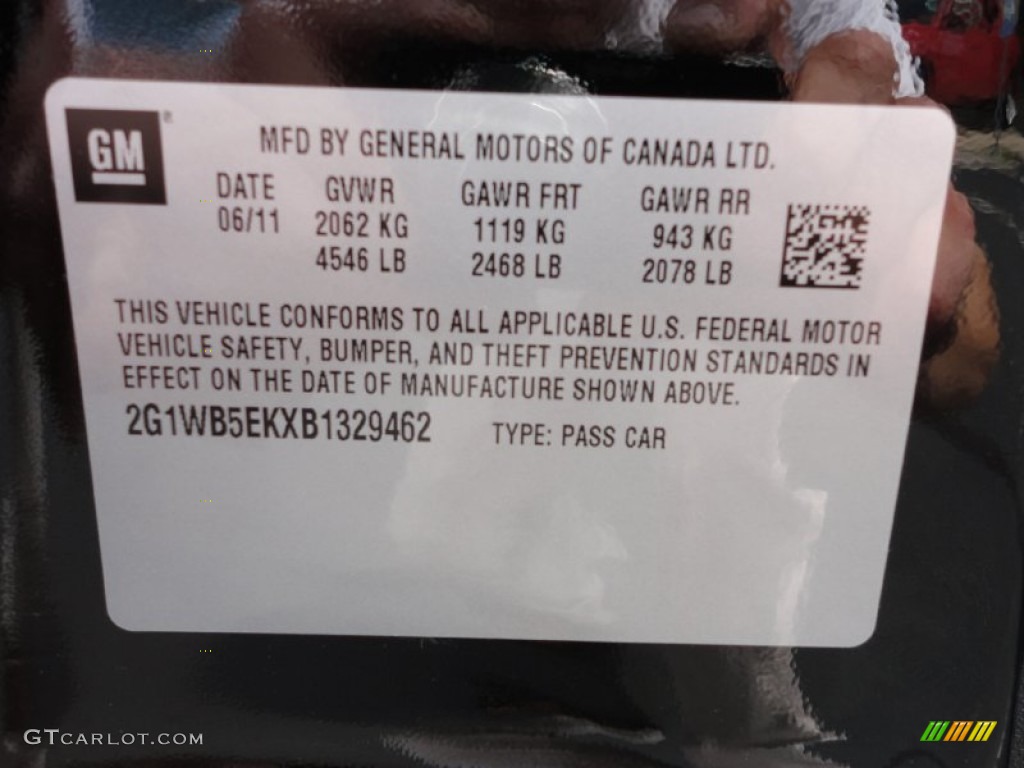 GM ®
MFD BY GENERAL MOTORS OF CANADA LTD.
DATE GVWR GAWR FRT GAWR RR
06/11 2062 KG 1119 KG 943 KG
4546 LB 2468 LB 2078 LB
THIS VEHICLE CONFORMS TO ALL APPLICABLE U.S. FEDERAL MOTOR
VEHICLE SAFETY, BUMPER, AND THEFT PREVENTION STANDARDS IN
EFFECT ON THE DATE OF MANUFACTURE SHOWN ABOVE.
2G1WB5EKXB1329462 TYPE: PASS CAR
GTCARLOT.COM